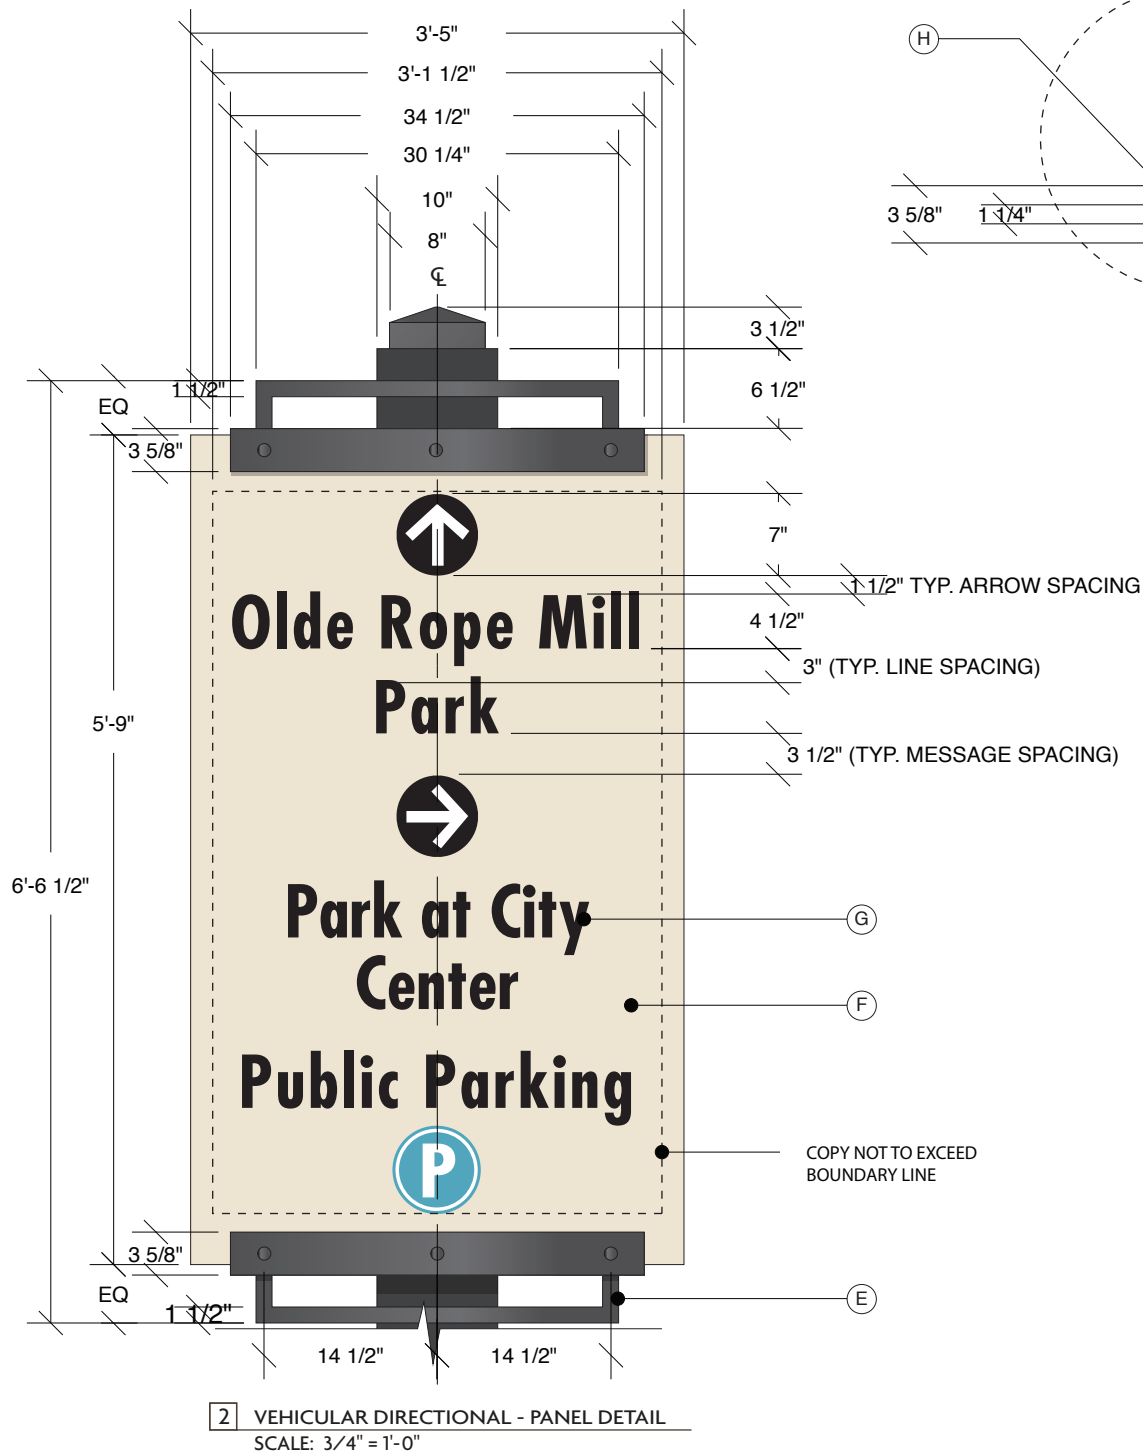 3'-5"
H
3'-1 1/2"
34 1/2"
30 1/4"
10"
3 5/8" 1 1/4"
8"
℄
3 1/2"
1 1/2"
6 1/2"
EQ
3 5/8"
7"
1 1/2" TYP. ARROW SPACING
Olde Rope Mill
4 1/2"
3" (TYP. LINE SPACING)
Park
5'-9"
3 1/2" (TYP. MESSAGE SPACING)
6'-6 1/2"
Park at City
G
Center
F
Public Parking
COPY NOT TO EXCEED
BOUNDARY LINE
P
3 5/8"
EQ
E
1 1/2"
14 1/2" 14 1/2"
2 VEHICULAR DIRECTIONAL - PANEL DETAIL
SCALE: 3/4" = 1'-0"